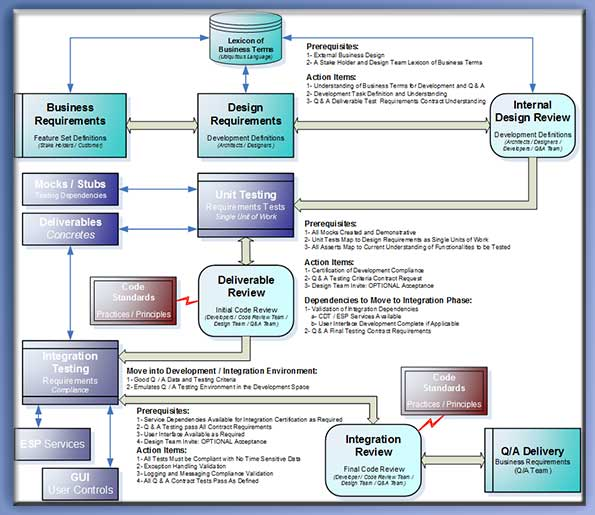 Lexicon of
Business Terms
(Ubiquitous Language)
Prerequisites:
1- External Business Design
2- A Stake Holder and Design Team Lexicon of Business Terms
Action Items:
1- Understanding of Business Terms for Development and Q & A
2- Development Task Definition and Understanding
3- Q & A Deliverable Test Requirements Contract Understanding
Business
Requirements
Feature Set Definitions
(Stake Holders / Customer)
Design
Requirements
Development Definitions
(Architects / Designers )
Internal
Design Review
Development Definitions
(Architects / Designers /
Developers / Q&A Team )
Mocks / Stubs
Testing Dependencies
Deliverables
Concretes
Unit Testing
Requirements Tests
Single Unit of Work
Prerequisites:
1- All Mocks Created and Demonstrative
2- Unit Tests Map to Design Requirements as Single Units of Work
3- All Asserts Map to Current Understanding of Functionalities to be Tested
Action Items:
1- Certification of Development Compliance
2- Q & A Testing Criteria Contract Request
3- Design Team Invite: OPTIONAL Acceptance
Dependencies to Move to Integration Phase:
1- Validation of Integration Dependencies
a- CDT / ESP Services Available
b- User Interface Development Complete if Applicable
2- Q & A Final Testing Contract Requirements
Code
Standards
Practices / Principles
Deliverable
Review
Initial Code Review
(Developers / Code Review Team /
Design Team / Q&A Team )
Integration
Testing
Requirements
Compliance
Move into Development / Integration Environment:
1- Good Q / A Data and Testing Criteria
2- Emulates Q / A Testing Environment in the Development Space
Code
Standards
Practices / Principles
Prerequisites:
1- Service Dependencies Available for Integration Certification as Required
2- Q & A Testing pass All Contract Requirements
3- User Interface Available as Required
4- Design Team Invite: OPTIONAL Acceptance
Action Items:
1- All Tests Must be Compliant with No Time Sensitive Data
2- Exception Handling Validation
3- Logging and Messaging Compliance Validation
4- All Q & A Contract Tests Pass As Defined
ESP Services
GUI
User Controls
Integration
Review
Final Code Review
(Developer / Code Review Team /
Design Team / Q&A Team )
Q/A Delivery
Business Requirements
(Q/A Team )